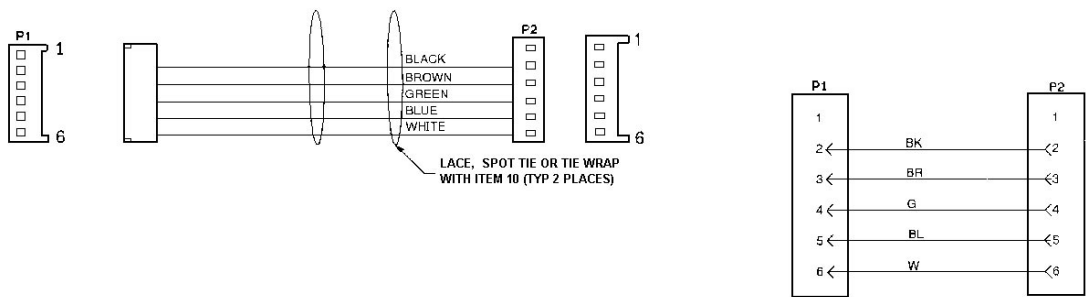 P1
1
6
BLACK
BROWN
GREEN
BLUE
WHITE
P2
1
6
LACE, SPOT TIE OR TIE WRAP
WITH ITEM 10 (TYP 2 PLACES)
P1 P2
1 1
2 BK 2
3 BR 3
4 G 4
5 BL 5
6 W 6